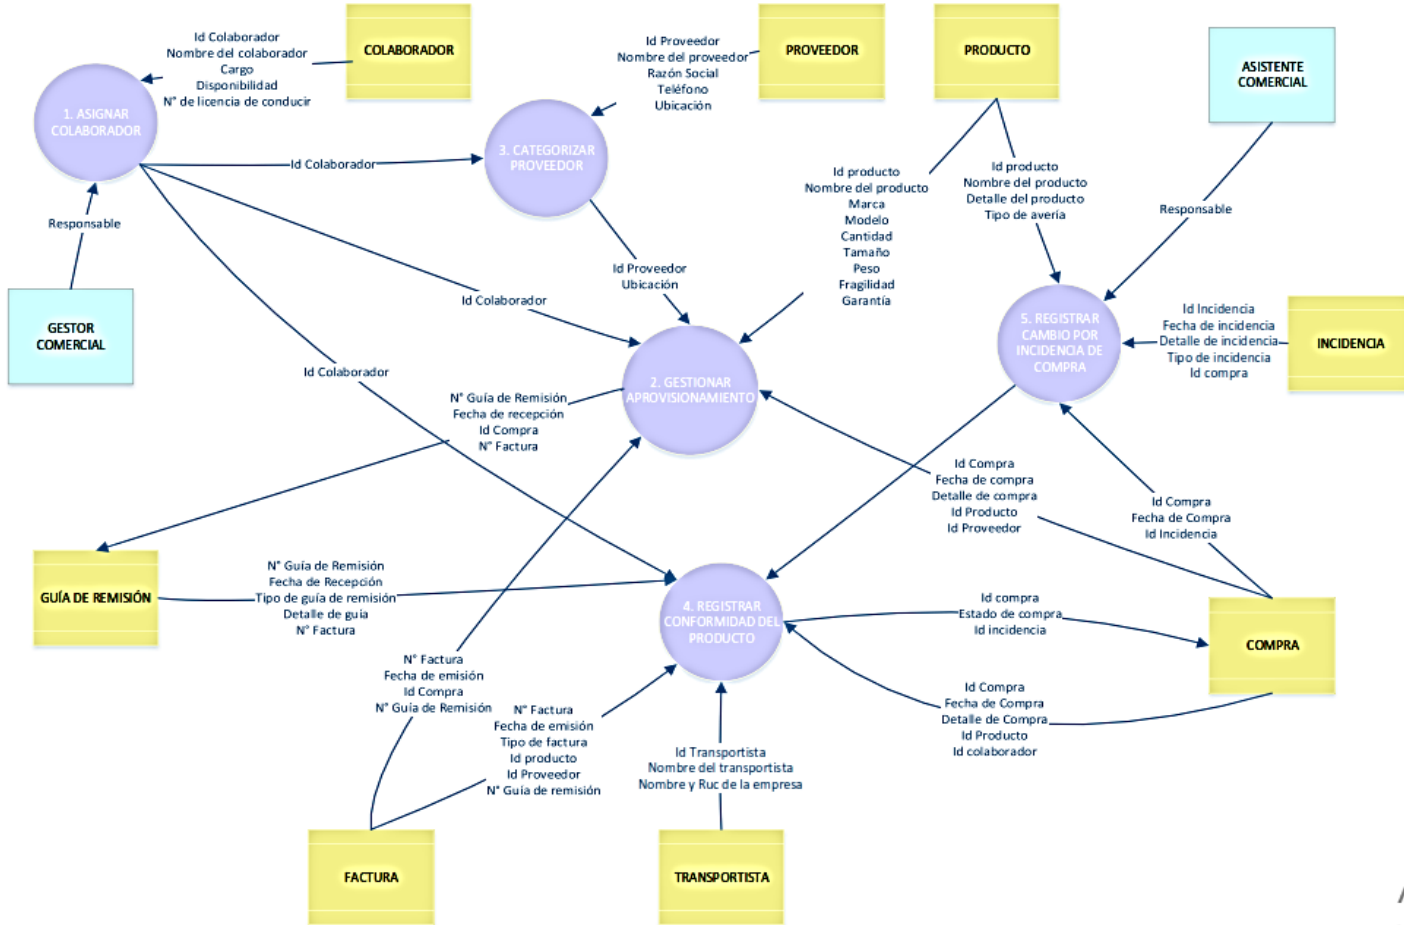 Id Colaborador
Nombre del colaborador
Cargo
Disponibilidad
N° de licencia de conducir
COLABORADOR
Id Proveedor
Nombre del proveedor
Razón Social
Teléfono
Ubicación
PROVEEDOR
PRODUCTO
ASISTENTE
COMERCIAL
1. ASIGNAR
COLABORADOR
3. CATEGORIZAR
PROVEEDOR
Id Colaborador
Id producto
Nombre del producto
Marca
Modelo
Cantidad
Tamaño
Peso
Fragilidad
Garantía
Id producto
Nombre del producto
Detalle del producto
Tipo de avería
Responsable
Responsable
Id Proveedor
Ubicación
Id Colaborador
GESTOR
COMERCIAL
5. REGISTRAR
CAMBIO POR
INCIDENCIA DE
COMPRA
Id Incidencia
Fecha de incidencia
Detalle de incidencia
Tipo de incidencia
Id compra
INCIDENCIA
Id Colaborador
2. GESTIONAR
APROVISIONAMIENTO
N° Guía de Remisión
Fecha de recepción
Id Compra
N° Factura
Id Compra
Fecha de compra
Detalle de compra
Id Producto
Id Proveedor
Id Compra
Fecha de Compra
Id Incidencia
GUÍA DE REMISIÓN
N° Guía de Remisión
Fecha de Recepción
Tipo de guía de remisión
Detalle de guia
N° Factura
4. REGISTRAR
CONFORMIDAD DEL
PRODUCTO
Id compra
Estado de compra
Id incidencia
COMPRA
N° Factura
Fecha de emisión
Id Compra
N° Guía de Remisión
N° Factura
Fecha de emisión
Tipo de factura
Id producto
Id Proveedor
N° Guía de remisión
Id Compra
Fecha de Compra
Detalle de Compra
Id Producto
Id colaborador
Id Transportista
Nombre del transportista
Nombre y Ruc de la empresa
FACTURA
TRANSPORTISTA